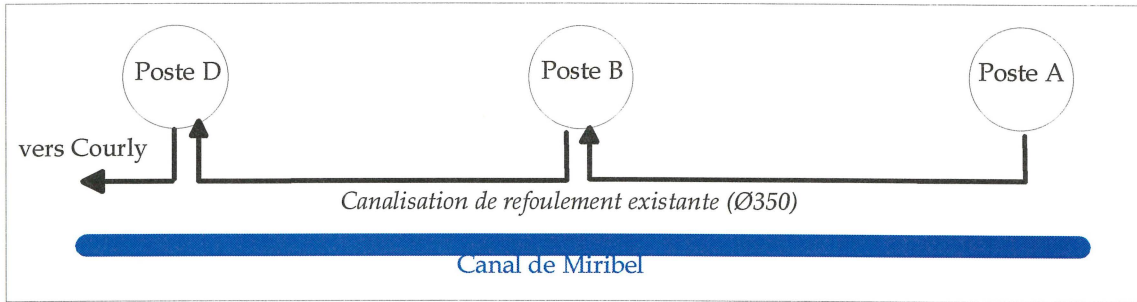 Poste D
Poste B
Poste A
vers Courly
Canalisation de refoulement existante (Ø350)
Canal de Miribel